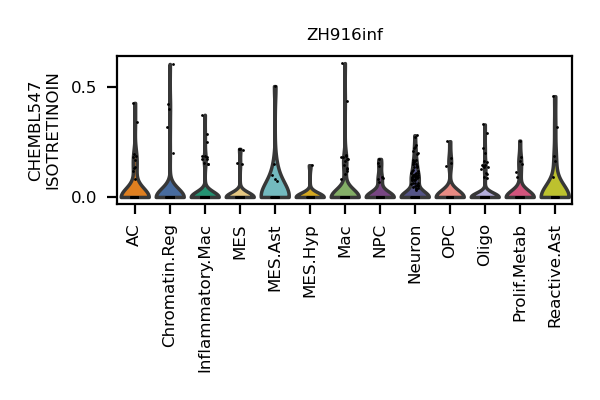 ZH916inf
CHEMBL547
ISOTRETINOIN
0.5
0.0
AC
Chromatin.Reg
Inflammatory.Mac
MES
MES.Ast
MES.Hyp
Mac
NPC
Neuron
OPC
Oligo
Prolif.Metab
Reactive.Ast